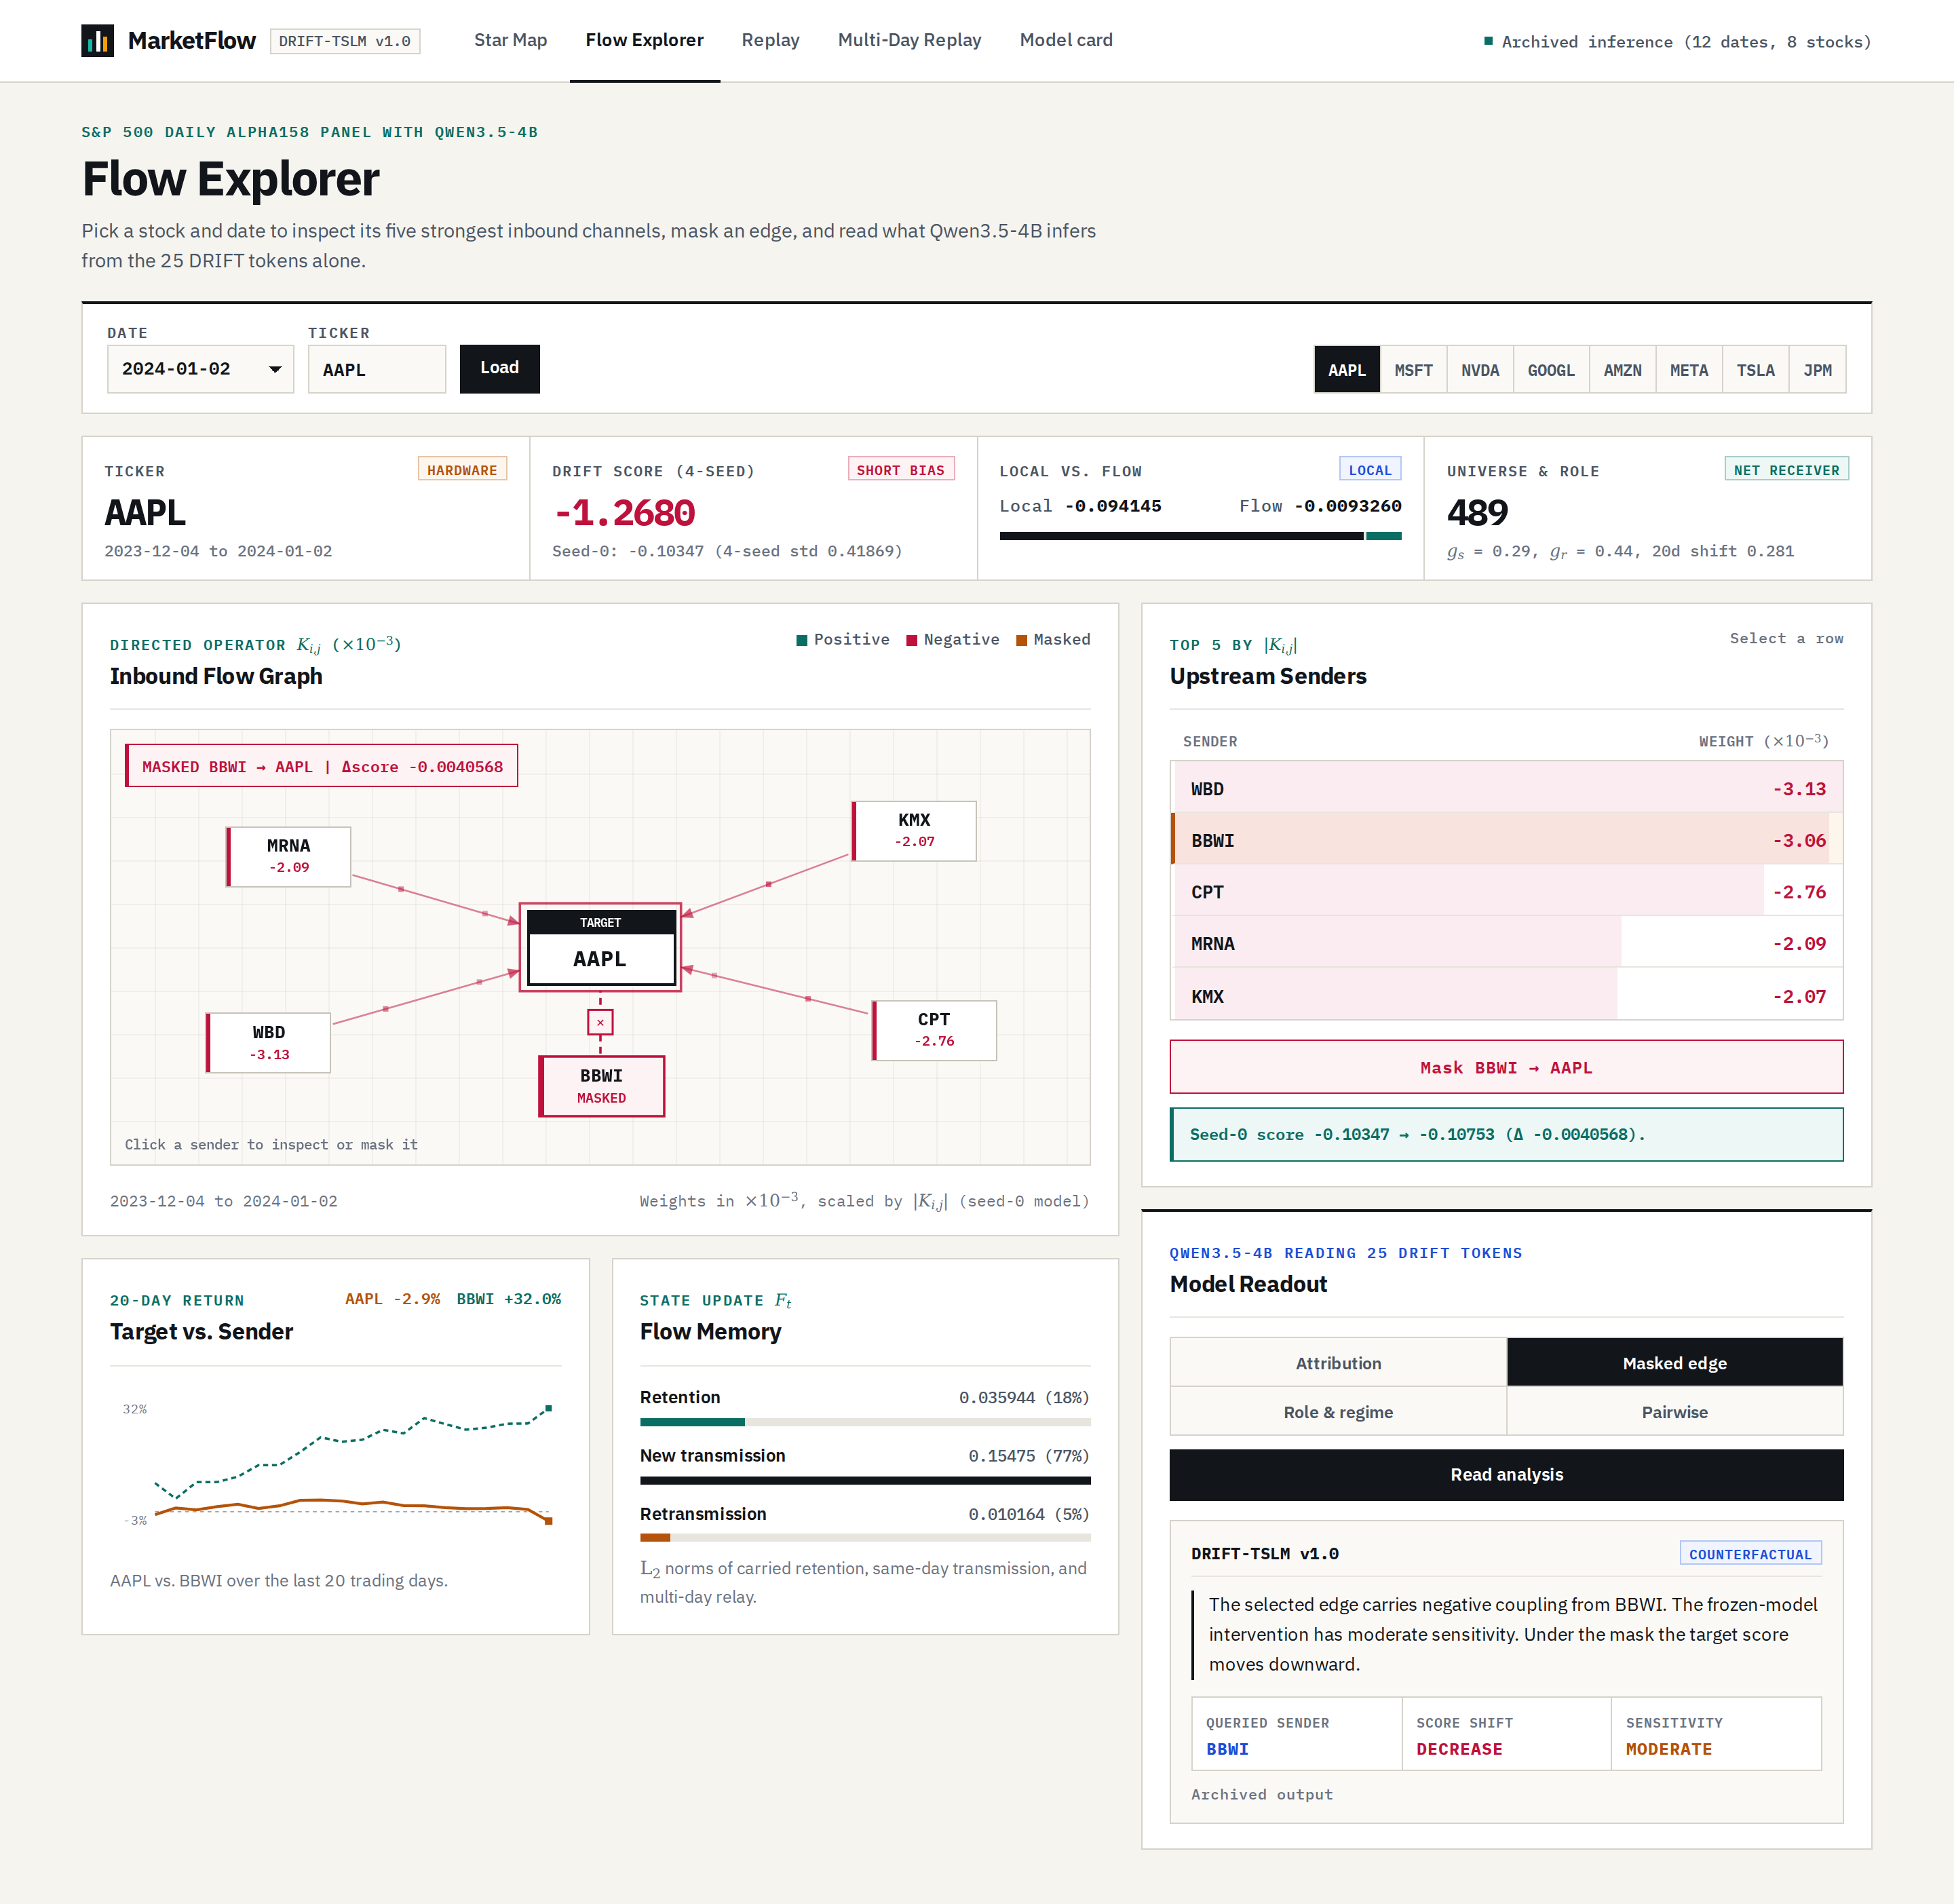 MarketFlow DRIFT-TSLM v1.0 Star Map Flow Explorer Replay Multi-Day Replay Model card Archived inference (12 dates, 8 stocks)
S&P 500 DAILY ALPHA158 PANEL WITH QWEN3.5-4B
Flow Explorer
Pick a stock and date to inspect its five strongest inbound channels, mask an edge, and read what Qwen3.5-4B infers
from the 25 DRIFT tokens alone.
DATE TICKER
2024-01-02 AAPL Load AAPL MSFT NVDA GOOGL AMZN META TSLA JPM
TICKER HARDWARE
AAPL
2023-12-04 to 2024-01-02
DRIFT SCORE (4-SEED) SHORT BIAS
-1.2680
Seed-0: -0.10347 (4-seed std 0.41869)
LOCAL VS. FLOW LOCAL
Local -0.094145 Flow -0.0093260
UNIVERSE & ROLE NET RECEIVER
489
gs = 0.29, gr = 0.44, 20d shift 0.281
DIRECTED OPERATOR Ki,j (×10−3) Positive Negative Masked
Inbound Flow Graph
MASKED BBWI → AAPL | Δscore -0.0040568
KMX
-2.07
MRNA
-2.09
TARGET
AAPL
WBD
-3.13
×
CPT
-2.76
BBWI
MASKED
Click a sender to inspect or mask it
2023-12-04 to 2024-01-02 Weights in ×10−3, scaled by |Ki,j| (seed-0 model)
TOP 5 BY |Ki,j| Select a row
Upstream Senders
SENDER WEIGHT (×10−3)
WBD -3.13
BBWI -3.06
CPT -2.76
MRNA -2.09
KMX -2.07
Mask BBWI → AAPL
Seed-0 score -0.10347 → -0.10753 (Δ -0.0040568).
20-DAY RETURN AAPL -2.9% BBWI +32.0%
Target vs. Sender
32%
-3%
AAPL vs. BBWI over the last 20 trading days.
STATE UPDATE Ft
Flow Memory
Retention 0.035944 (18%)
New transmission 0.15475 (77%)
Retransmission 0.010164 (5%)
L2 norms of carried retention, same-day transmission, and
multi-day relay.
QWEN3.5-4B READING 25 DRIFT TOKENS
Model Readout
Attribution Masked edge
Role & regime Pairwise
Read analysis
DRIFT-TSLM v1.0 COUNTERFACTUAL
The selected edge carries negative coupling from BBWI. The frozen-model
intervention has moderate sensitivity. Under the mask the target score
moves downward.
QUERIED SENDER SCORE SHIFT SENSITIVITY
BBWI DECREASE MODERATE
Archived output